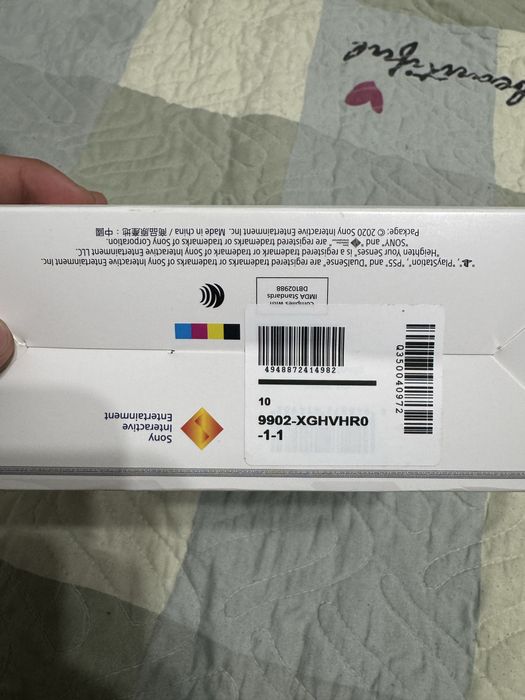 "⁠PS", "PlayStation", "PS5" and "DualSense" are registered trademarks or trademarks of Sony Interactive Entertainment Inc.
"Heighten Your Senses" is a registered trademark or trademark of Sony Interactive Entertainment LLC.
"SONY" and " " are registered trademarks or trademarks of Sony Corporation.
Package: © 2020 Sony Interactive Entertainment Inc. Made in china / 商品原產地：中國
Complies with
IMDA Standards
DB102988
N
Sony
Interactive
Entertainment
4948872414982
10
9902-XGHVHR0
-1-1
Q350040972
beautiful